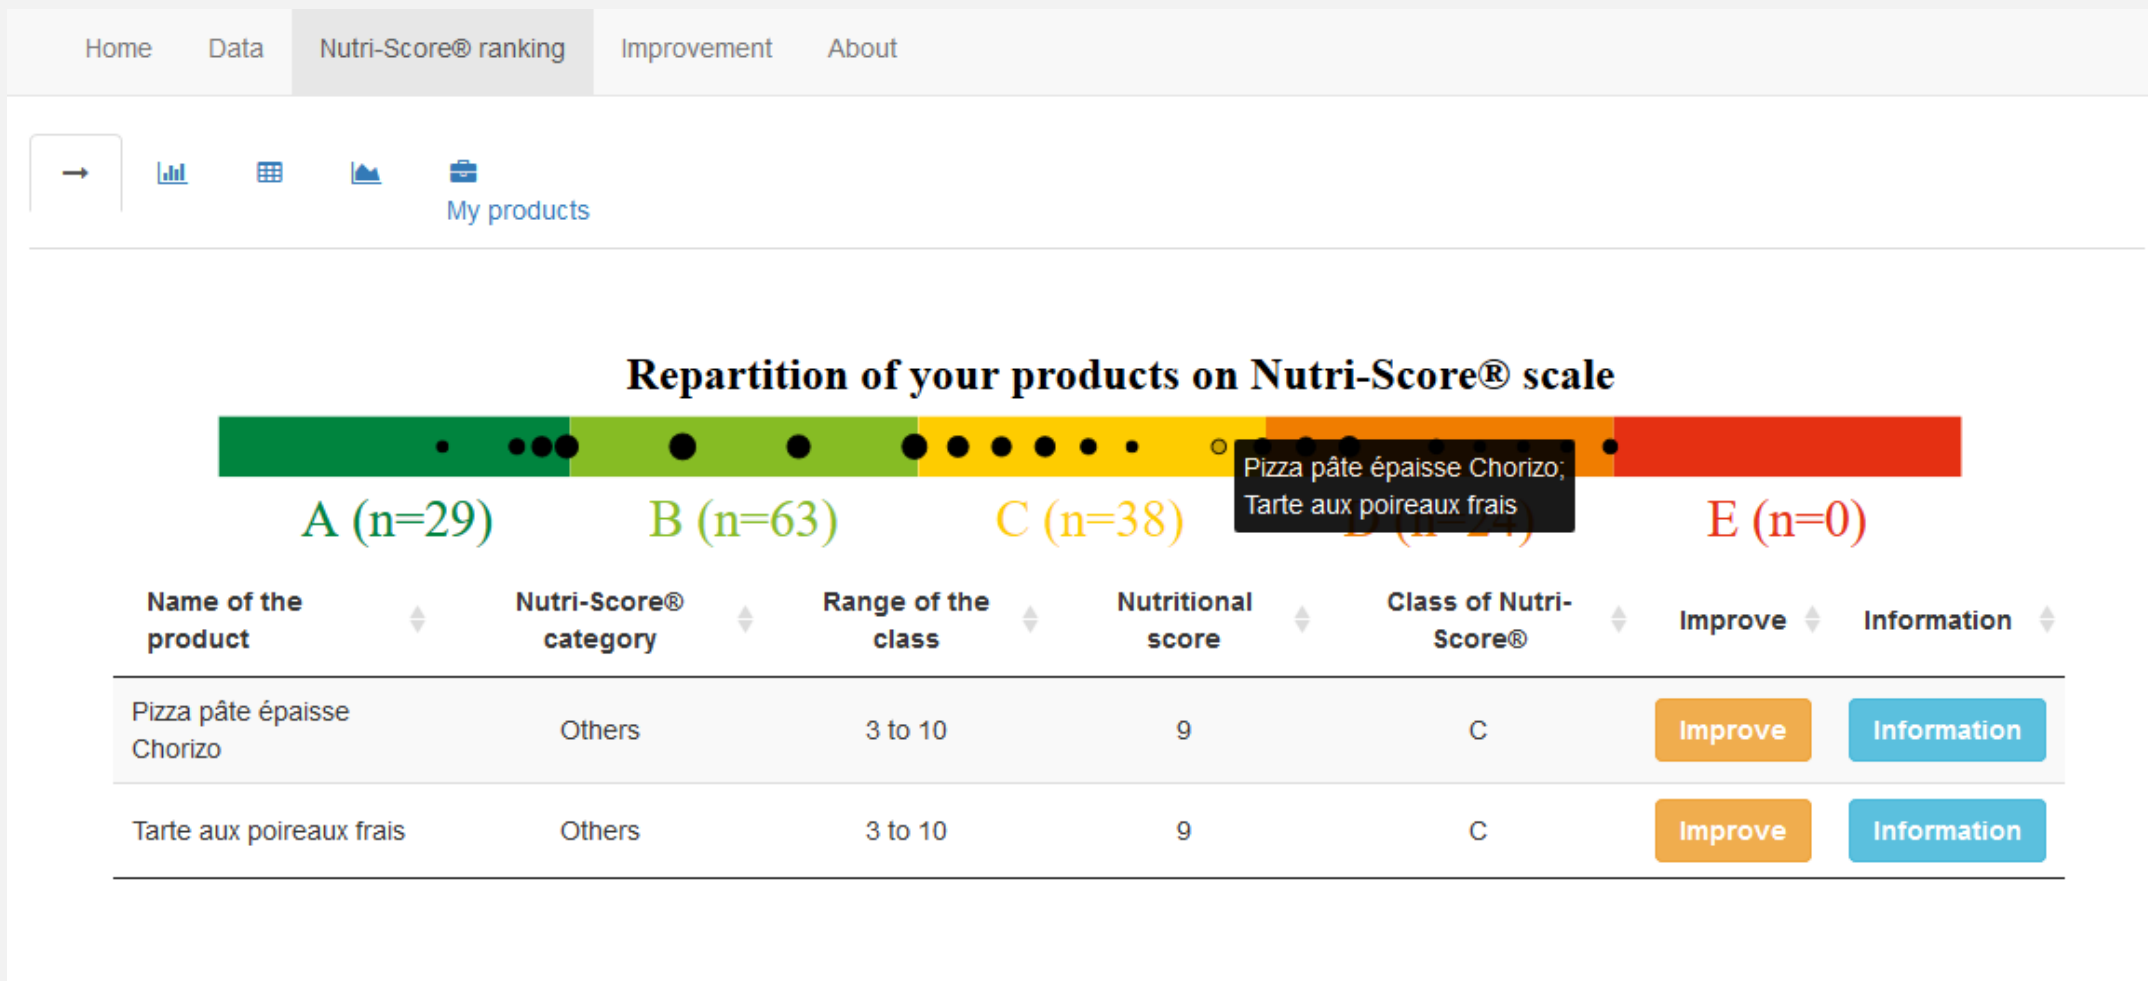 Home Data Nutri-Score® ranking Improvement About
My products
Repartition of your products on Nutri-Score® scale
Pizza pâte épaisse Chorizo;
Tarte aux poireaux frais
A (n=29) B (n=63) C (n=38) D (n=24) E (n=0)
Name of the product Nutri-Score® category Range of the class Nutritional score Class of Nutri-Score® Improve Information
Pizza pâte épaisse Chorizo Others 3 to 10 9 C Improve Information
Tarte aux poireaux frais Others 3 to 10 9 C Improve Information